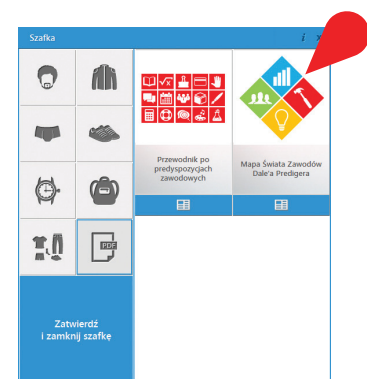 Szafka
i x
Przewodnik po
predyspozycjach
zawodowych
Mapa Świata Zawodów
Dale'a Predigera
PDF
Zatwierdź
i zamknij szafkę